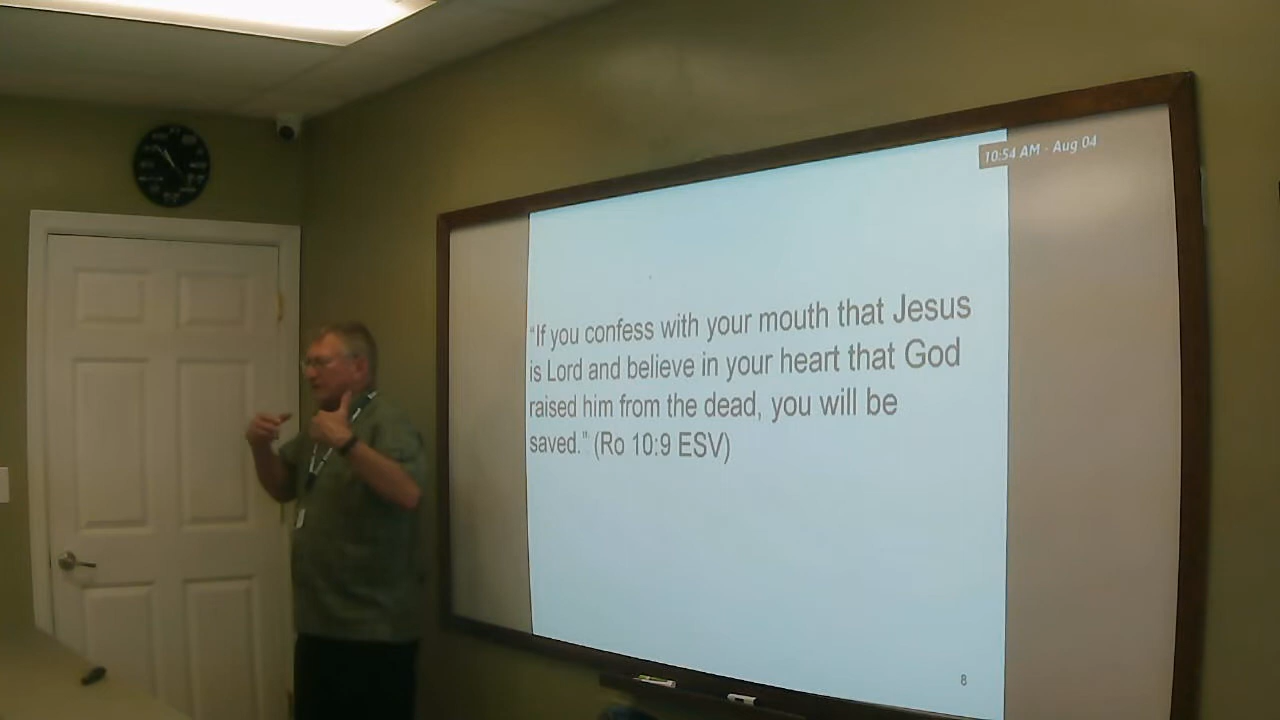 10:54 AM - Aug 04
"If you confess with your mouth that Jesus
is Lord and believe in your heart that God
raised him from the dead, you will be
saved." (Ro 10:9 ESV)
8